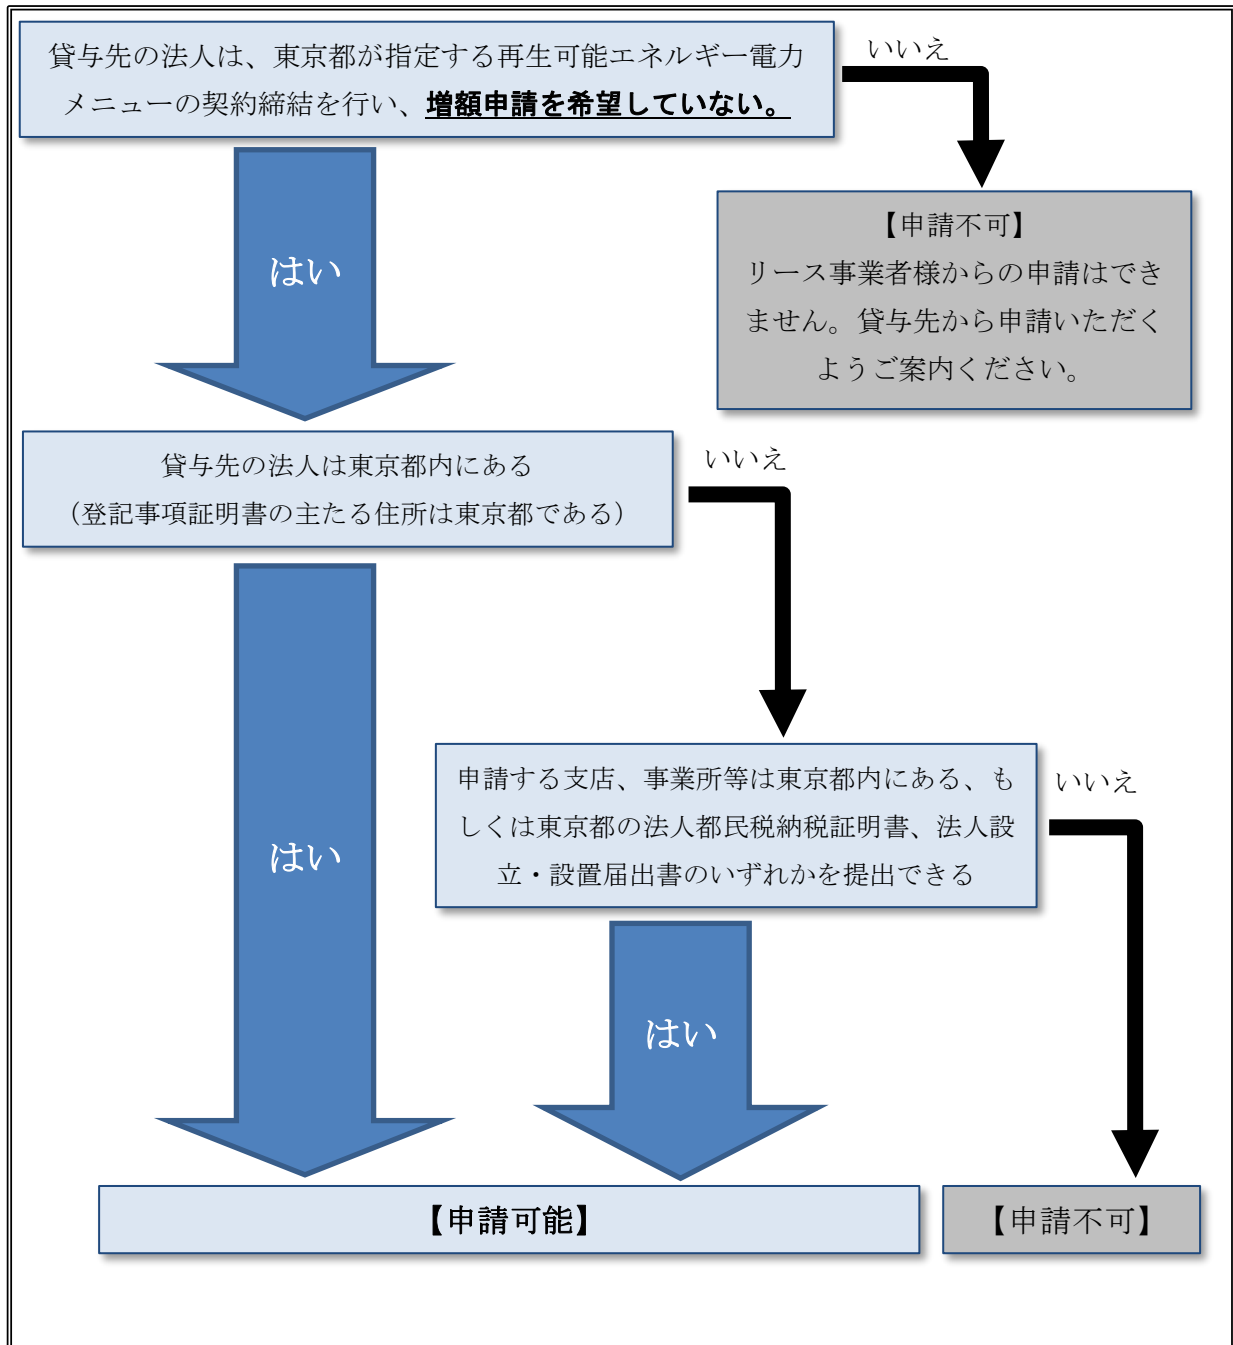 貸与先の法人は、東京都が指定する再生可能エネルギー電力
メニューの契約締結を行い、増額申請を希望していない。
いいえ
はい
【申請不可】
リース事業者様からの申請はでき
ません。貸与先から申請いただく
ようご案内ください。
貸与先の法人は東京都内にある
（登記事項証明書の主たる住所は東京都である）
いいえ
はい
申請する支店、事業所等は東京都内にある、も
しくは東京都の法人都民税納税証明書、法人設
立・設置届出書のいずれかを提出できる
いいえ
はい
【申請可能】
【申請不可】